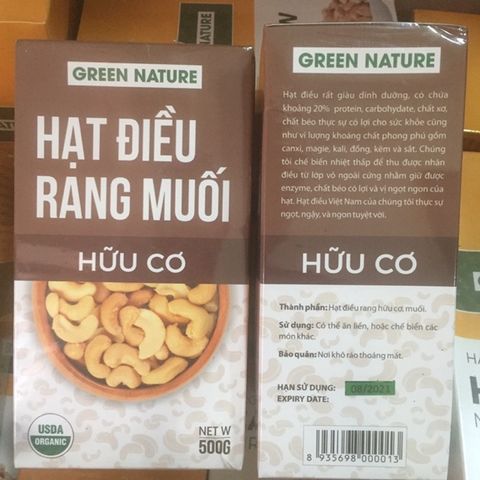 GREEN NATURE
HẠT ĐIỀU
RANG MUỐI
HỮU CƠ
USDA
ORGANIC
NET W
500G
GREEN NATURE
Hạt điều rất giàu dinh dưỡng, có chứa
khoảng 20% protein, carbohydate, chất xơ,
chất béo thực sự có lợi cho sức khỏe cũng
như vi lượng khoáng chất phong phú gồm
canxi, magie, kali, đồng, kẽm và sắt. Chúng
tôi chế biến nhiệt thấp để thu được nhân
điều từ lớp vỏ ngoài cứng nhằm giữ được
enzyme, chất béo có lợi và vị ngọt ngon của
hạt. Hạt điều Việt Nam của chúng tôi thực sự
ngọt, ngậy, và ngon tuyệt vời.
HỮU CƠ
Thành phần: Hạt điều rang hữu cơ, muối.
Sử dụng: Có thể ăn liền, hoặc chế biến các
món khác.
Bảo quản: Nơi khô ráo thoáng mát.
HẠN SỬ DỤNG: 08/2021
EXPIRY DATE:
8 935698 000013